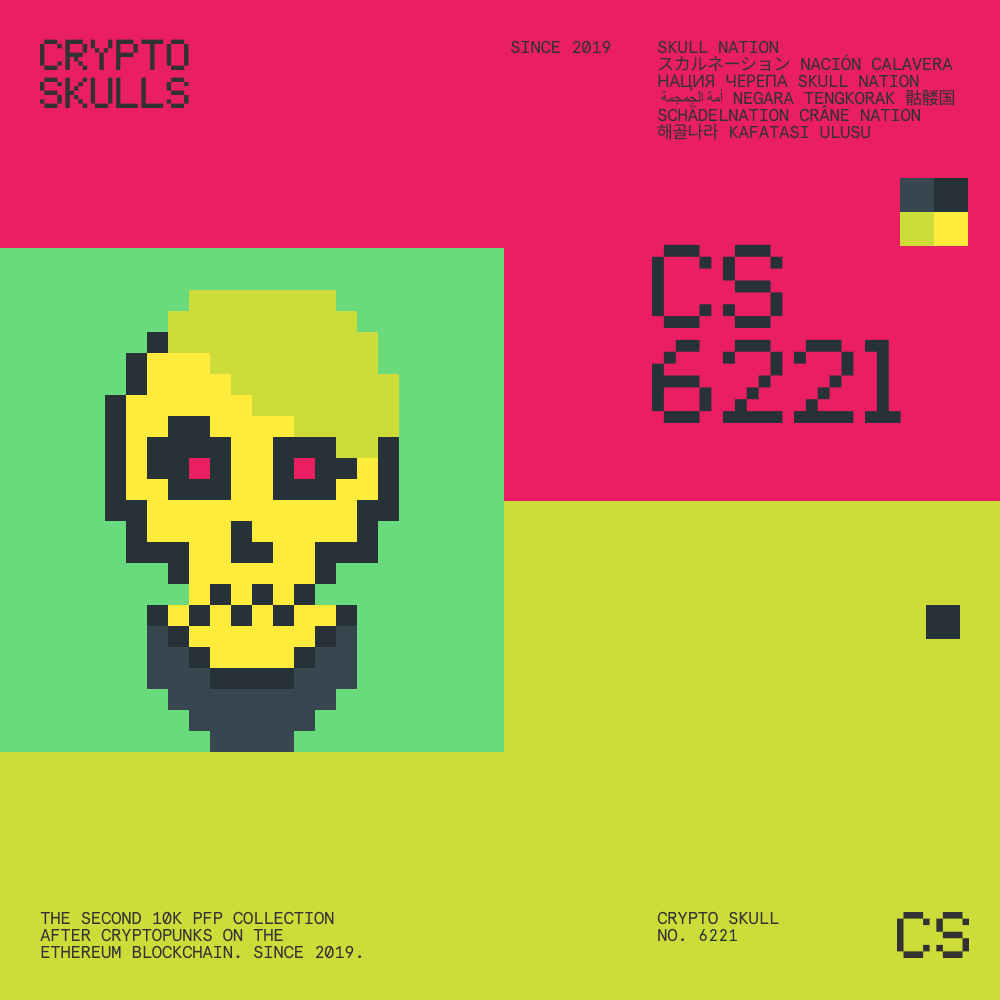 CRYPTO
SKULLS
SINCE 2019
SKULL NATION
スカルネーション NACIÓN CALAVERA
НАЦИЯ ЧЕРЕПА SKULL NATION
أمة الجمجمة NEGARA TENGKORAK 骷髅国
SCHÄDELNATION CRÂNE NATION
해골나라 KAFATASI ULUSU
CS
6221
THE SECOND 10K PFP COLLECTION
AFTER CRYPTOPUNKS ON THE
ETHEREUM BLOCKCHAIN. SINCE 2019.
CRYPTO SKULL
NO. 6221
CS